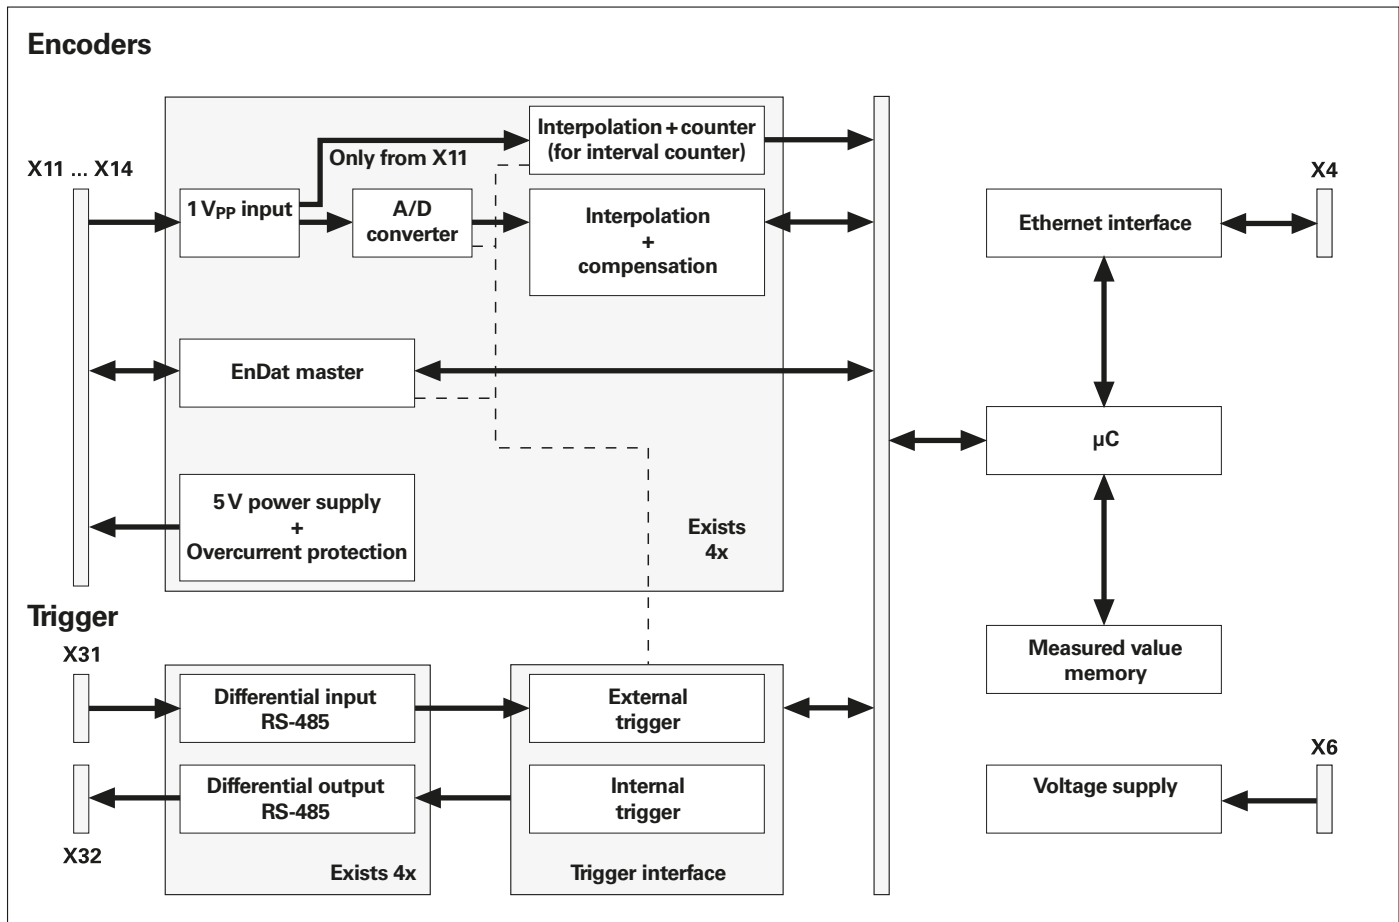 Encoders
X11 ... X14
1 VPP input
Only from X11
A/D
converter
Interpolation + counter
(for interval counter)
Interpolation
+
compensation
EnDat master
5 V power supply
+
Overcurrent protection
Exists
4x
Ethernet interface
X4
µC
Measured value
memory
Voltage supply
X6
Trigger
X31
Differential input
RS-485
External
trigger
Differential output
RS-485
Internal
trigger
X32
Exists 4x
Trigger interface